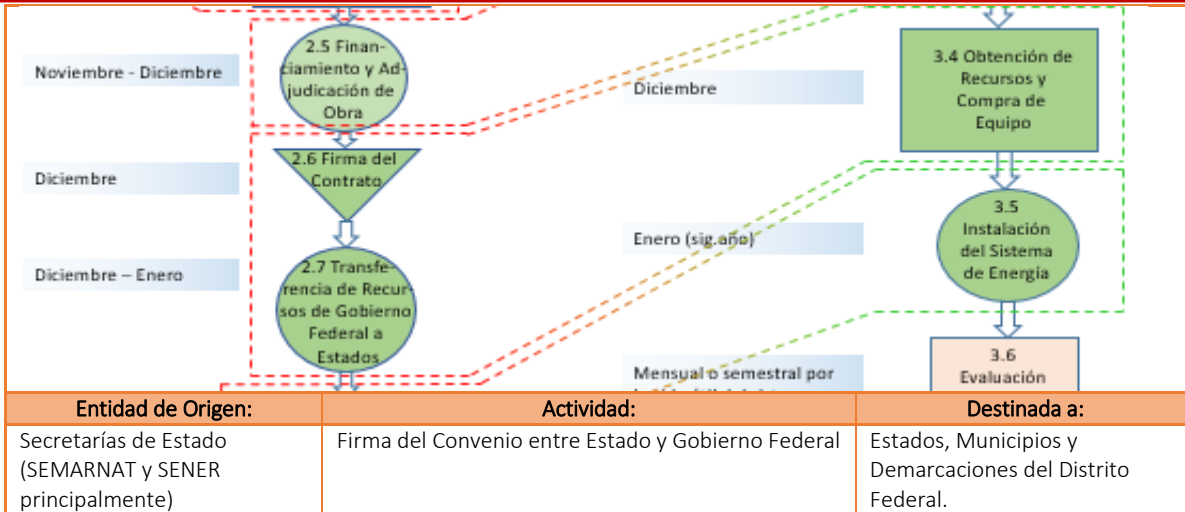 Noviembre - Diciembre
2.5 Finan-
ciamiento y Ad-
judicación de
Obra
Diciembre
2.6 Firma del
Contrato
Diciembre – Enero
2.7 Transfe-
rencia de Recur-
sos de Gobierno
Federal a
Estados
Diciembre
3.4 Obtención de
Recursos y
Compra de
Equipo
Enero (sig.año)
3.5
Instalación
del Sistema
de Energía
Mensual o semestral por
3.6
Evaluación
Entidad de Origen:
Actividad:
Destinada a:
Secretarías de Estado
(SEMARNAT y SENER
principalmente)
Firma del Convenio entre Estado y Gobierno Federal
Estados, Municipios y
Demarcaciones del Distrito
Federal.